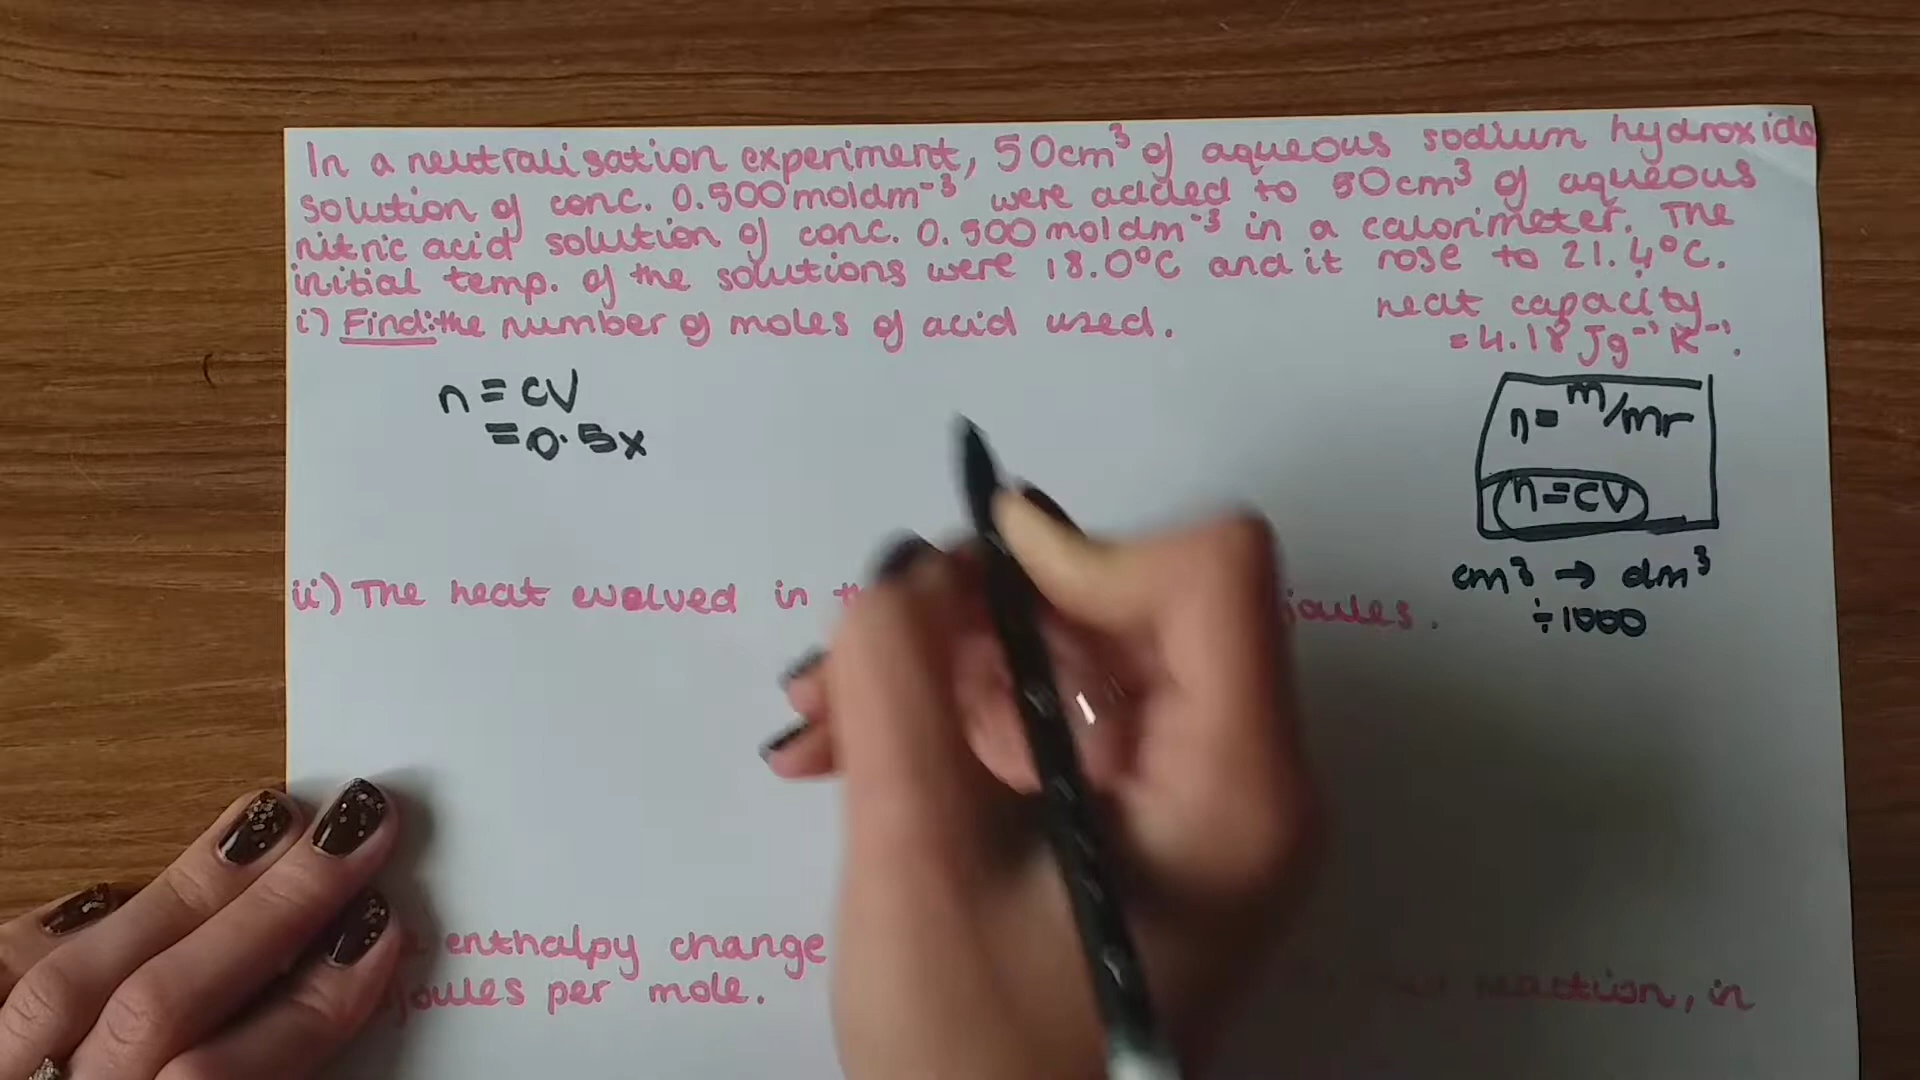 In a neutralisation experiment, 50cm³ of aqueous sodium hydroxide
solution of conc. 0.500 moldm⁻³ were added to 50cm³ of aqueous
nitric acid solution of conc. 0.500 moldm⁻³ in a calorimeter. The
initial temp. of the solutions were 18.0°C and it rose to 21.4°C.
i) Find: the number of moles of acid used.
heat capacity
= 4.18 Jg⁻¹ K⁻¹.
n = cv
= 0.5x
n = m/mr
n = cv
cm³ → dm³
÷1000
ii) The heat evolved in joules.
enthalpy change reaction, in
joules per mole.